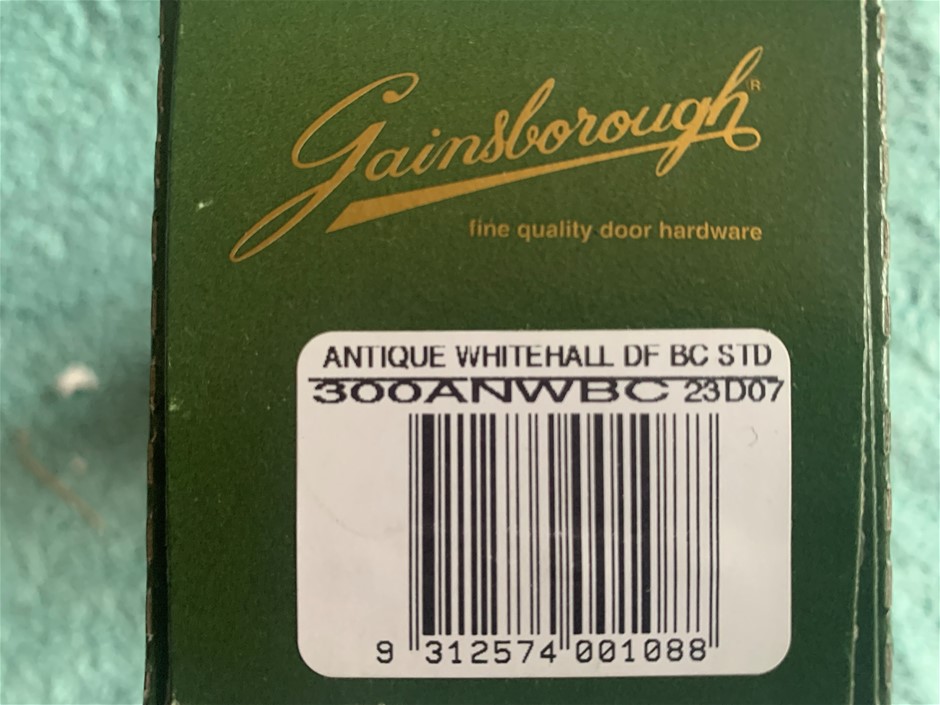 Gainsborough®
fine quality door hardware
ANTIQUE WHITEHALL DF BC STD
300ANWBC 23D07
9 312574 001088